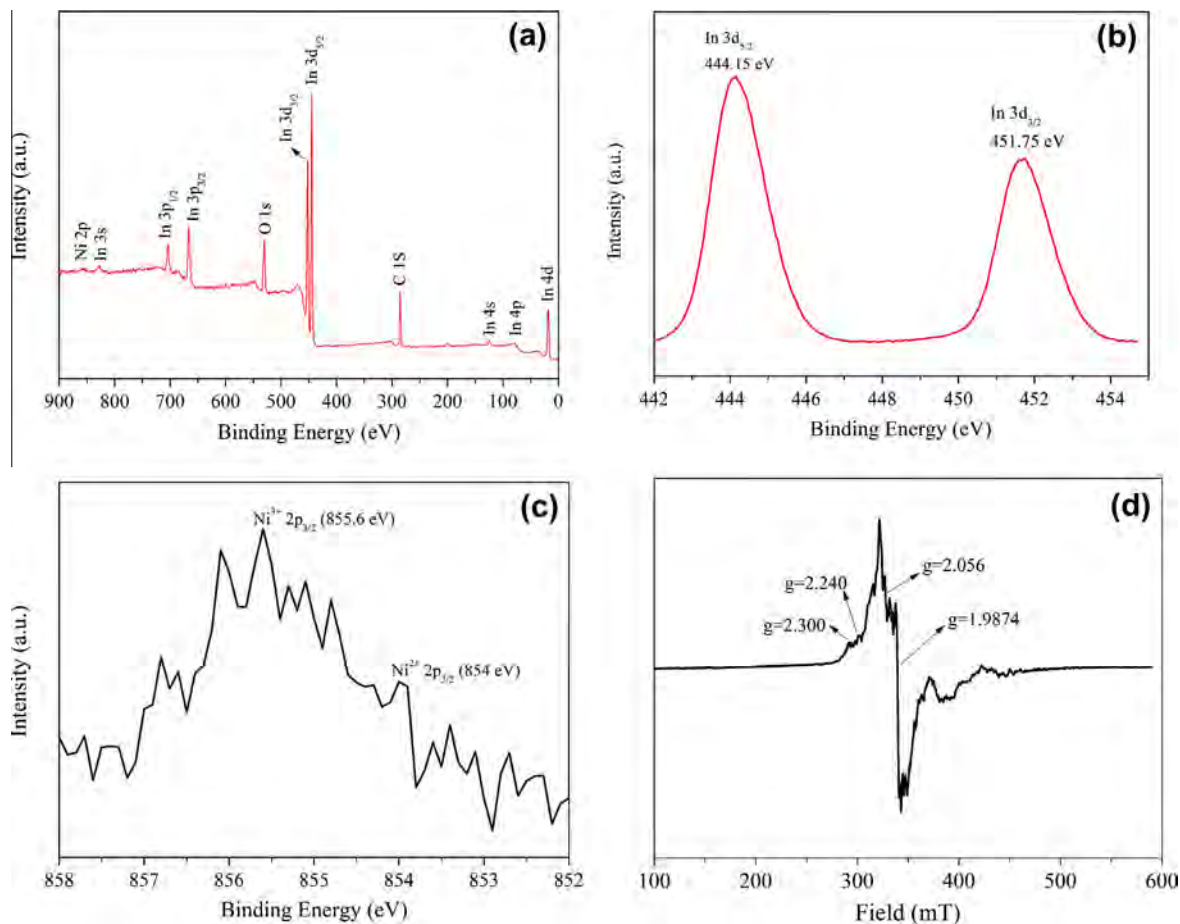 (a)
Intensity (a.u.)
Ni 2p
In 3s
In 3p1/2
In 3p3/2
O 1s
In 3d3/2
In 3d5/2
C 1S
In 4s
In 4p
In 4d
900 800 700 600 500 400 300 200 100 0
Binding Energy (eV)
(b)
Intensity (a.u.)
In 3d5/2
444.15 eV
In 3d3/2
451.75 eV
442 444 446 448 450 452 454
Binding Energy (eV)
(c)
Intensity (a.u.)
Ni3+ 2p3/2 (855.6 eV)
Ni2+ 2p3/2 (854 eV)
858 857 856 855 854 853 852
Binding Energy (eV)
(d)
g=2.056
g=2.240
g=2.300
g=1.9874
100 200 300 400 500 600
Field (mT)